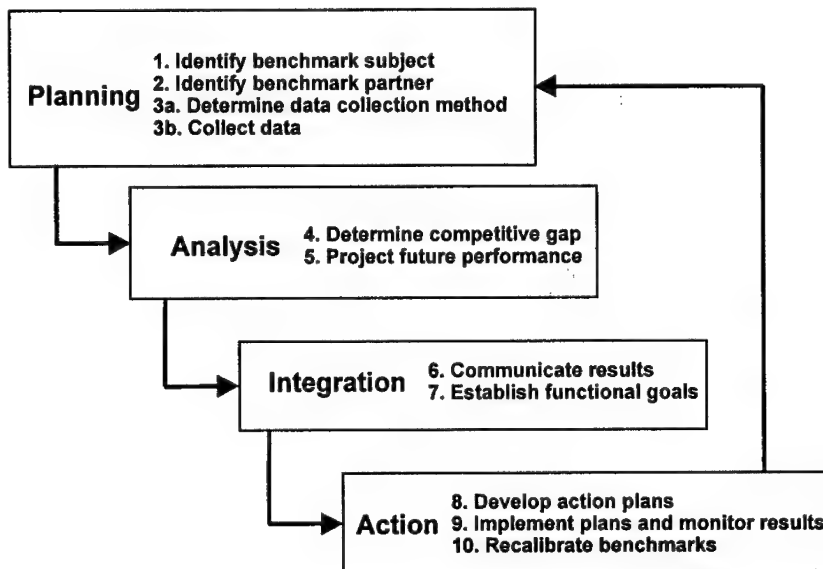 Planning
1. Identify benchmark subject
2. Identify benchmark partner
3a. Determine data collection method
3b. Collect data
Analysis
4. Determine competitive gap
5. Project future performance
Integration
6. Communicate results
7. Establish functional goals
Action
8. Develop action plans
9. Implement plans and monitor results
10. Recalibrate benchmarks